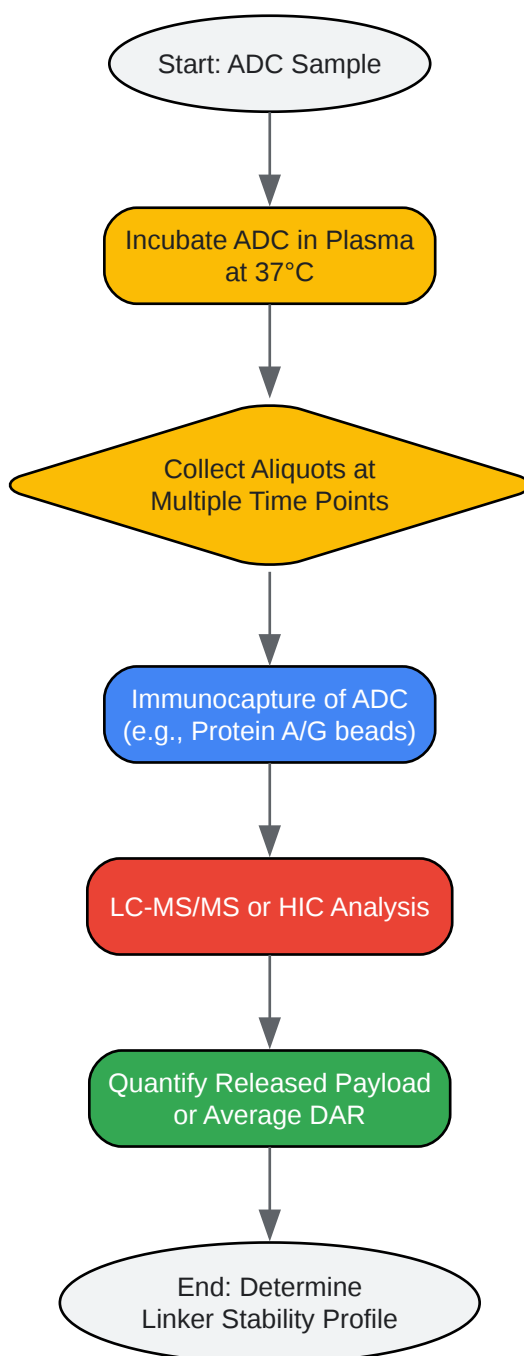 Start: ADC Sample
Incubate ADC in Plasma
at 37°C
Collect Aliquots at
Multiple Time Points
Immunocapture of ADC
(e.g., Protein A/G beads)
LC-MS/MS or HIC Analysis
Quantify Released Payload
or Average DAR
End: Determine
Linker Stability Profile